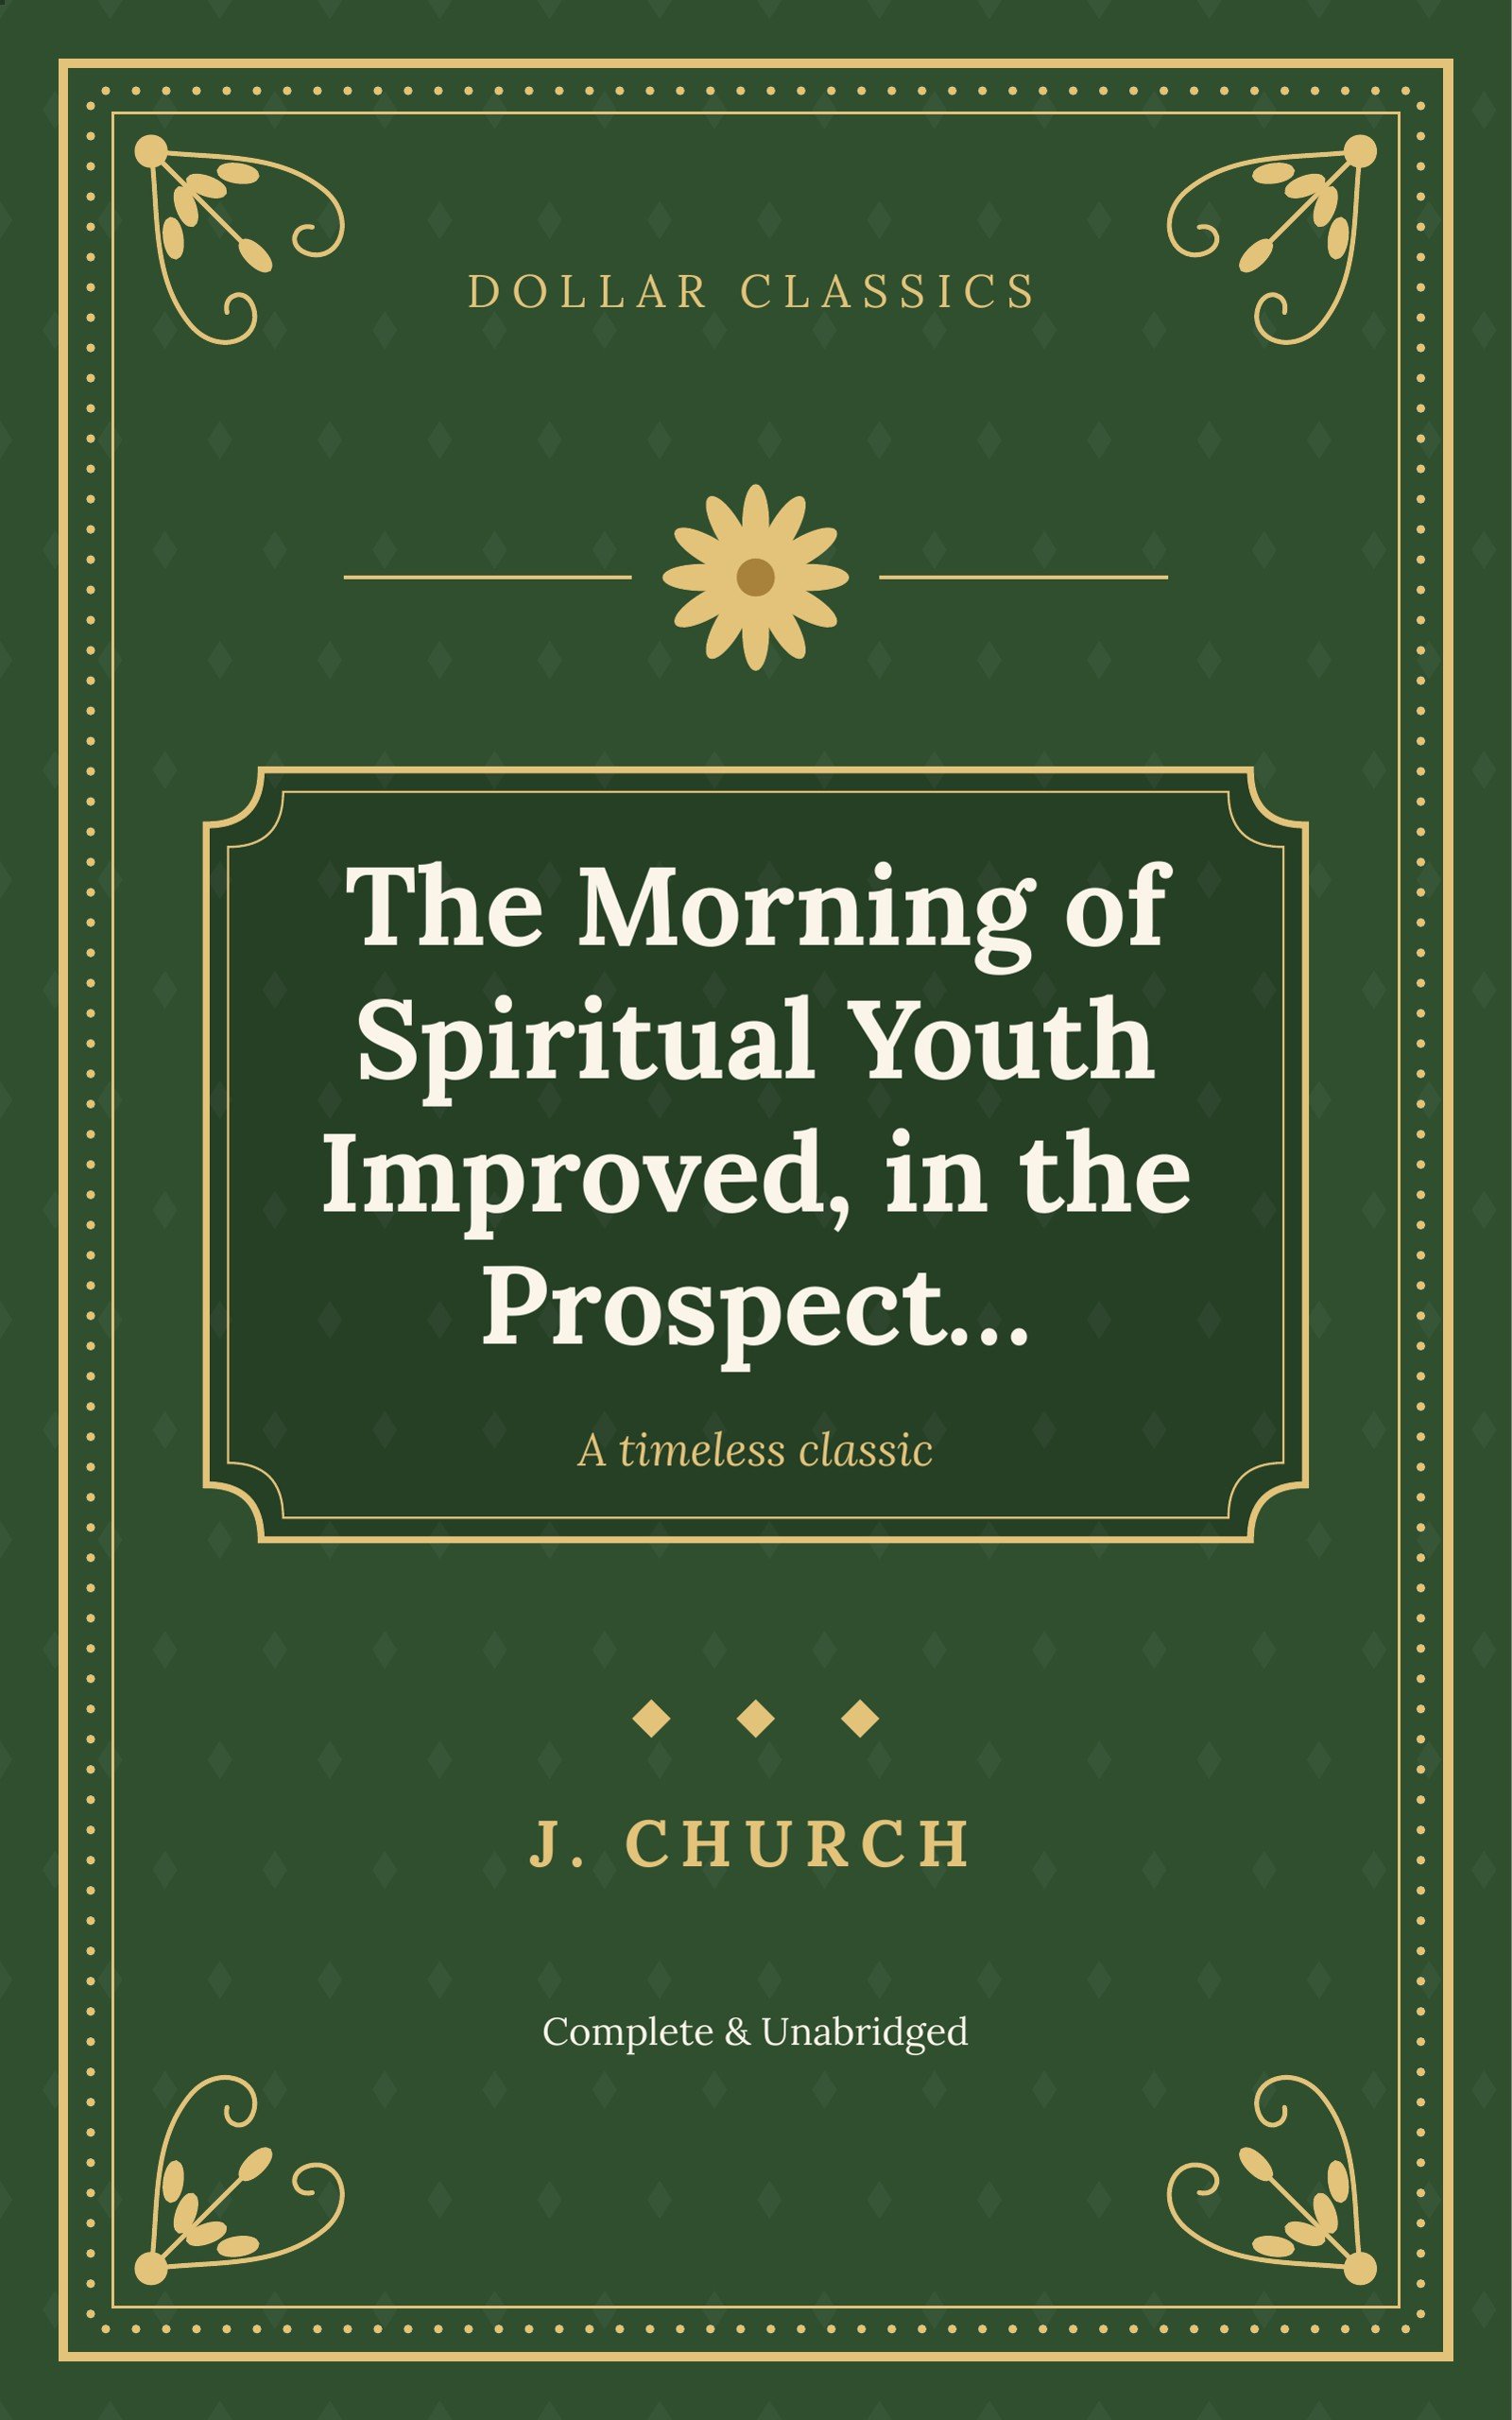 DOLLAR CLASSICS
The Morning of
Spiritual Youth
Improved, in the
Prospect...
A timeless classic
J. CHURCH
Complete & Unabridged